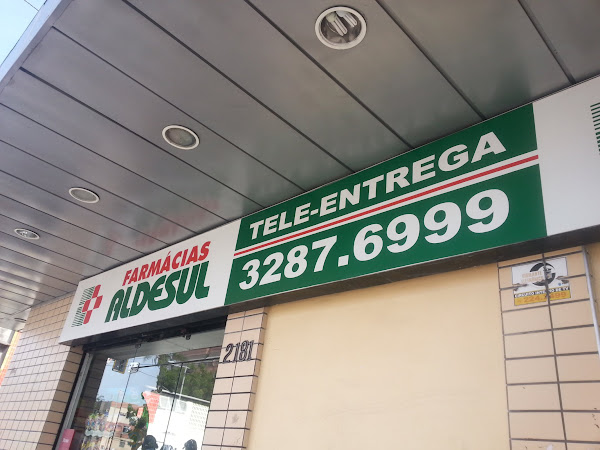 FARMÁCIAS
ALDESUL
TELE-ENTREGA
3287.6999
2181